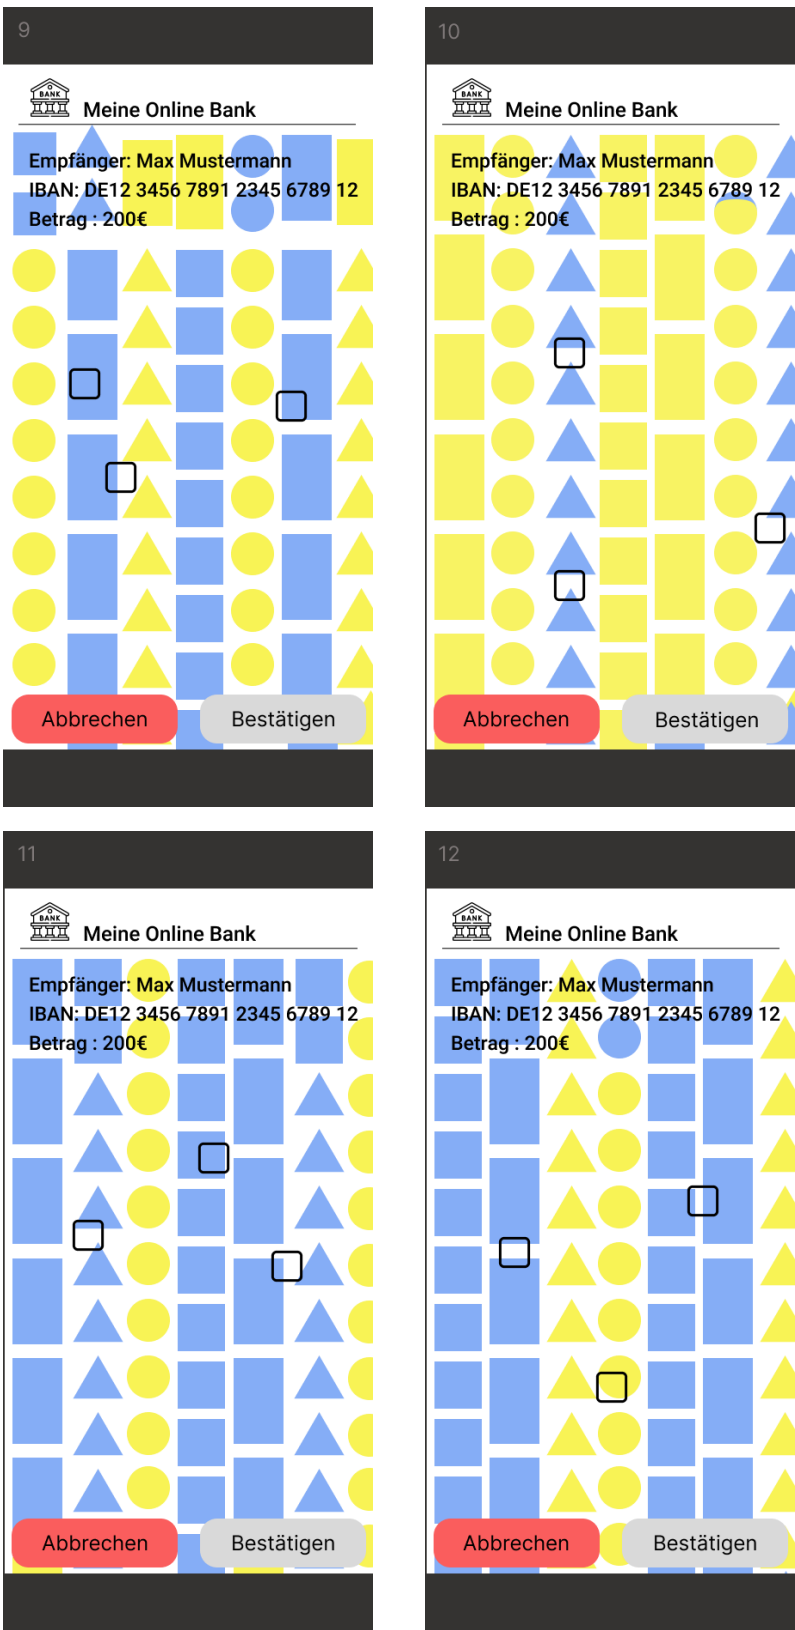 9
BANK
Meine Online Bank
Empfänger: Max Mustermann
IBAN: DE12 3456 7891 2345 6789 12
Betrag : 200€
Abbrechen
Bestätigen
10
BANK
Meine Online Bank
Empfänger: Max Mustermann
IBAN: DE12 3456 7891 2345 6789 12
Betrag : 200€
Abbrechen
Bestätigen
11
BANK
Meine Online Bank
Empfänger: Max Mustermann
IBAN: DE12 3456 7891 2345 6789 12
Betrag : 200€
Abbrechen
Bestätigen
12
BANK
Meine Online Bank
Empfänger: Max Mustermann
IBAN: DE12 3456 7891 2345 6789 12
Betrag : 200€
Abbrechen
Bestätigen